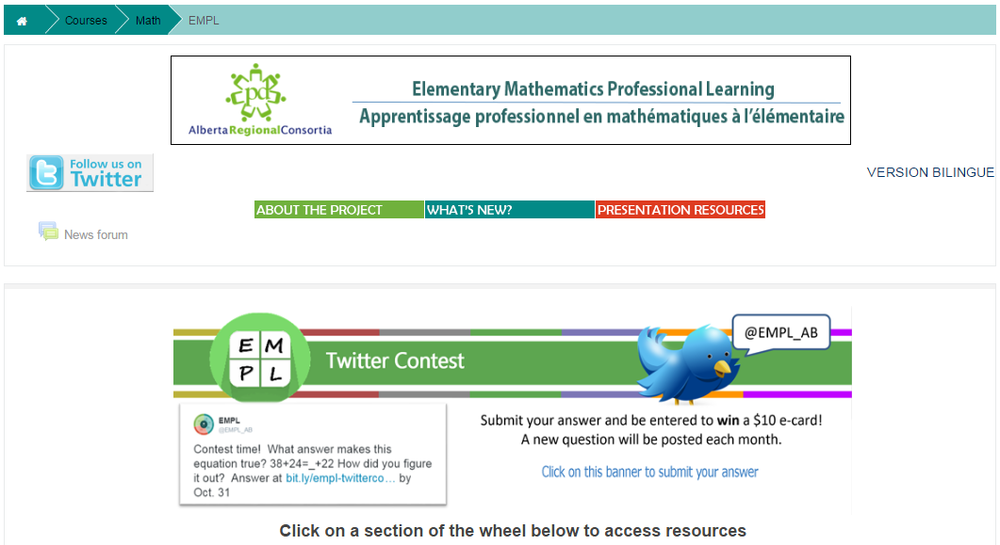 Courses Math EMPL
pd
Elementary Mathematics Professional Learning
Apprentissage professionnel en mathématiques à l'élémentaire
AlbertaRegionalConsortia
Follow us on
Twitter
VERSION BILINGUE
ABOUT THE PROJECT WHAT'S NEW? PRESENTATION RESOURCES
News forum
E M
P L
Twitter Contest
@EMPL_AB
EMPL
@EMPL_AB
Contest time! What answer makes this
equation true? 38+24=_+22 How did you figure
it out? Answer at bit.ly/empl-twitterco… by
Oct. 31
Submit your answer and be entered to win a $10 e-card!
A new question will be posted each month.
Click on this banner to submit your answer
Click on a section of the wheel below to access resources